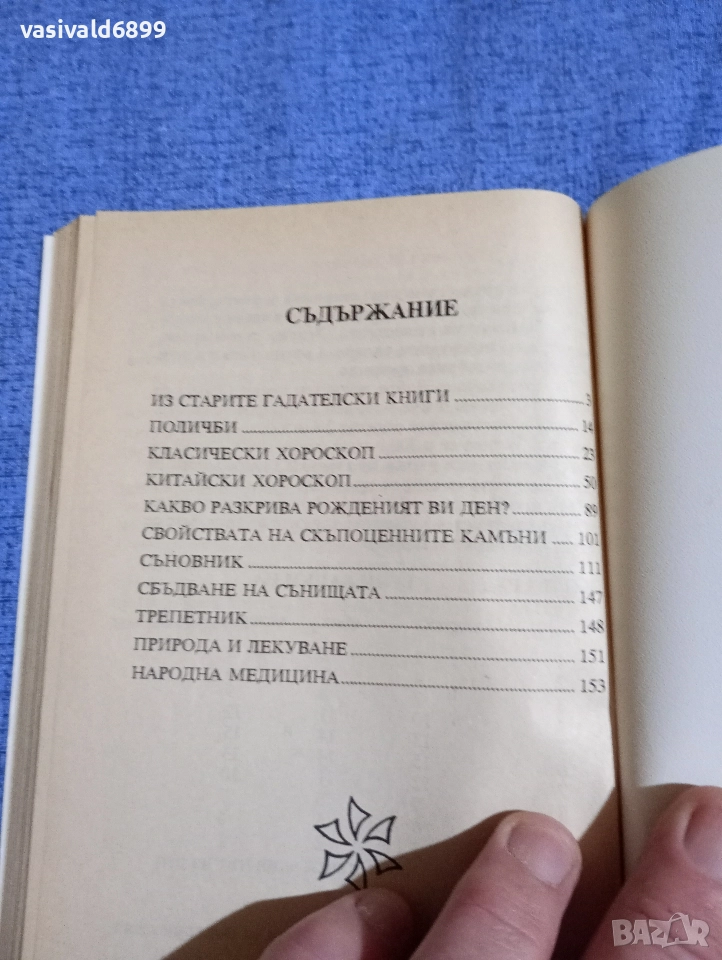 vasivald6899
СЪДЪРЖАНИЕ
ИЗ СТАРИТЕ ГАДАТЕЛСКИ КНИГИ ..................... 3
ПОЛИЧБИ ..................... 14
КЛАСИЧЕСКИ ХОРОСКОП ..................... 23
КИТАЙСКИ ХОРОСКОП ..................... 50
КАКВО РАЗКРИВА РОЖДЕНИЯТ ВИ ДЕН? ............ 89
СВОЙСТВАТА НА СКЪПОЦЕННИТЕ КАМЪНИ ..... 101
СЪНОВНИК ..................... 111
СБЪДВАНЕ НА СЪНИЩАТА ..................... 147
ТРЕПЕТНИК ..................... 148
ПРИРОДА И ЛЕКУВАНЕ ..................... 151
НАРОДНА МЕДИЦИНА ..................... 153
BAZAR